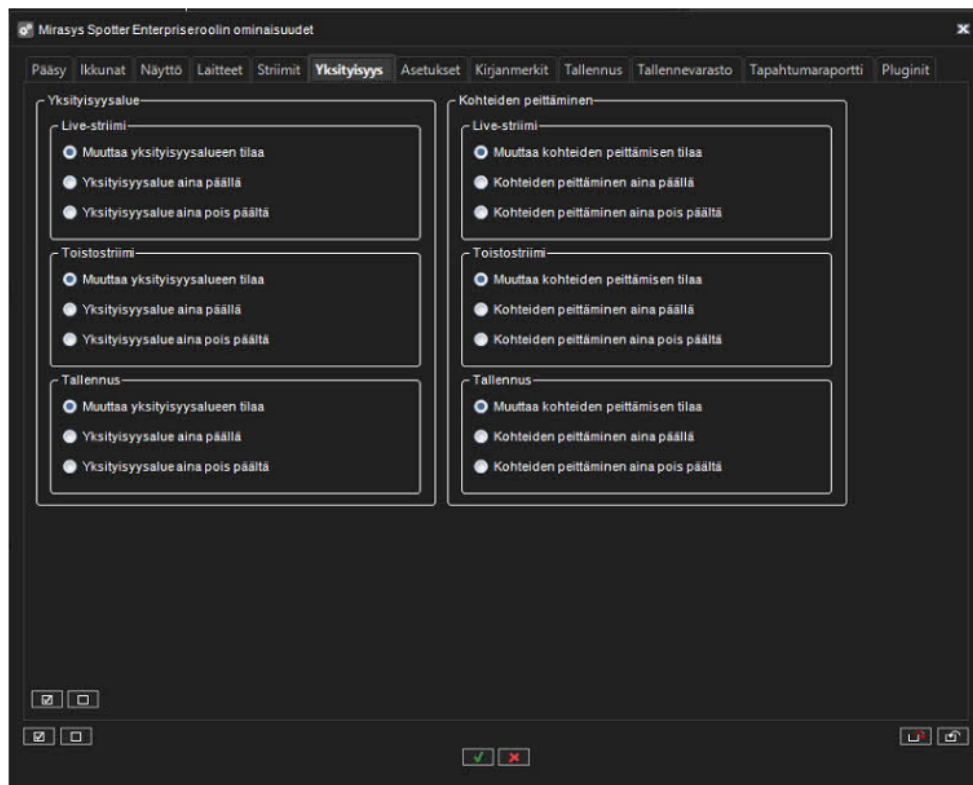 Mirasys Spotter Enterpriseroolin ominaisuudet
Pääsy Ikkunat Näyttö Laitteet Striimit Yksityisyys Asetukset Kirjanmerkit Tallennus Tallennevarasto Tapahtumaraportti Pluginit
Yksityisyysalue
Live-striimi
Muuttaa yksityisyysalueen tilaa
Yksityisyysalue aina päällä
Yksityisyysalue aina pois päältä
Toistostriimi
Muuttaa yksityisyysalueen tilaa
Yksityisyysalue aina päällä
Yksityisyysalue aina pois päältä
Tallennus
Muuttaa yksityisyysalueen tilaa
Yksityisyysalue aina päällä
Yksityisyysalue aina pois päältä
Kohteiden peittäminen
Live-striimi
Muuttaa kohteiden peittämisen tilaa
Kohteiden peittäminen aina päällä
Kohteiden peittäminen aina pois päältä
Toistostriimi
Muuttaa kohteiden peittämisen tilaa
Kohteiden peittäminen aina päällä
Kohteiden peittäminen aina pois päältä
Tallennus
Muuttaa kohteiden peittämisen tilaa
Kohteiden peittäminen aina päällä
Kohteiden peittäminen aina pois päältä